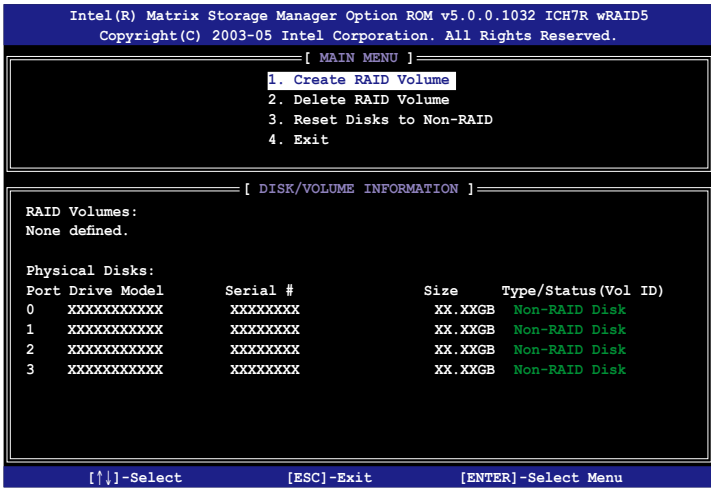 Intel(R) Matrix Storage Manager Option ROM v5.0.0.1032 ICH7R wRAID5
Copyright(C) 2003-05 Intel Corporation. All Rights Reserved.
[ MAIN MENU ]
1. Create RAID Volume
2. Delete RAID Volume
3. Reset Disks to Non-RAID
4. Exit
[ DISK/VOLUME INFORMATION ]
RAID Volumes:
None defined.
Physical Disks:
Port Drive Model Serial # Size Type/Status(Vol ID)
0 XXXXXXXXXXX XXXXXXXX XX.XXGB Non-RAID Disk
1 XXXXXXXXXXX XXXXXXXX XX.XXGB Non-RAID Disk
2 XXXXXXXXXXX XXXXXXXX XX.XXGB Non-RAID Disk
3 XXXXXXXXXXX XXXXXXXX XX.XXGB Non-RAID Disk
[↑↓]-Select [ESC]-Exit [ENTER]-Select Menu